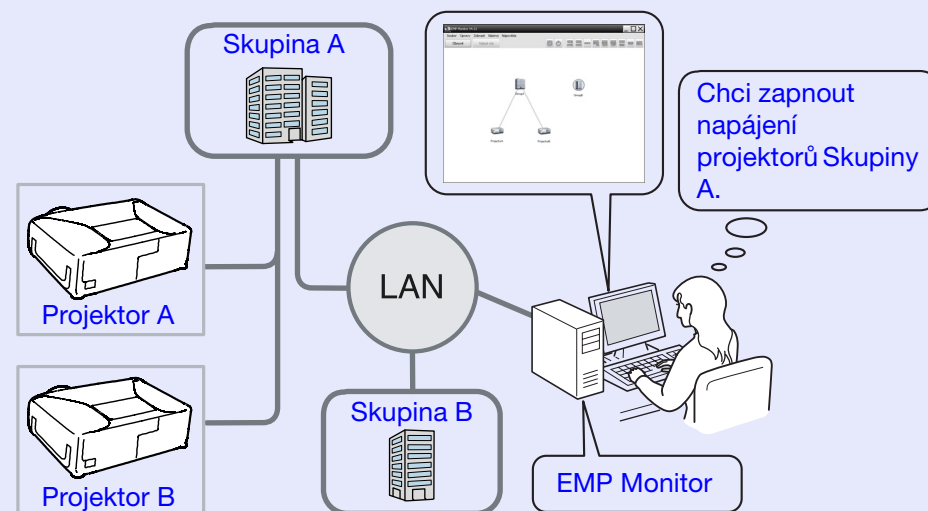 Skupina A
Chci zapnout
napájení
projektorů Skupiny
A.
Projektor A
LAN
Skupina B
Projektor B
EMP Monitor